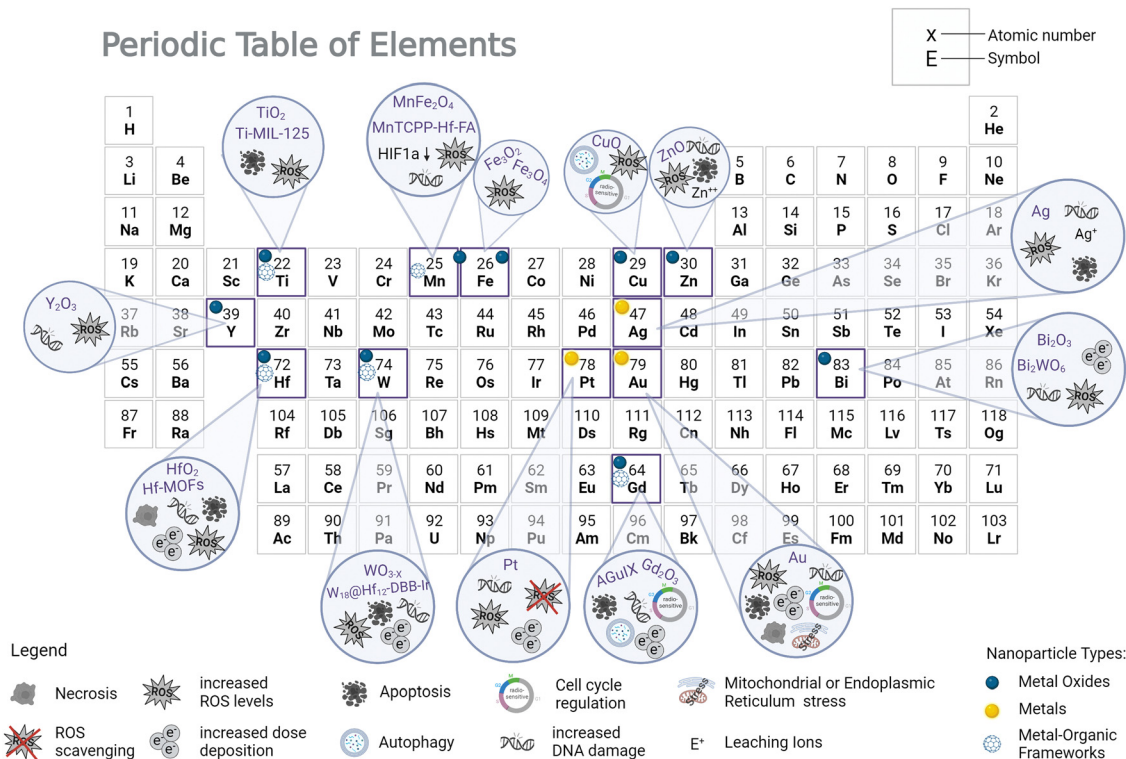 Periodic Table of Elements
X Atomic number
E Symbol
TiO₂
Ti-MIL-125
ROS
MnFe₂O₄
MnTCPP-Hf-FA
HIF1a ↓ ROS
Fe₃O₂, Fe₃O₄
ROS
CuO
ROS
M
G2
radio-sensitive
G1
S
ZnO
ROS
Zn⁺⁺
1 H
2 He
3 Li
4 Be
5 B
6 C
7 N
8 O
9 F
10 Ne
11 Na
12 Mg
13 Al
14 Si
15 P
16 S
17 Cl
18 Ar
Ag
Ag⁺
ROS
19 K
20 Ca
21 Sc
22 Ti
23 V
24 Cr
25 Mn
26 Fe
27 Co
28 Ni
29 Cu
30 Zn
31 Ga
32 Ge
33 As
34 Se
35 Br
36 Kr
Y₂O₃
ROS
37 Rb
38 Sr
39 Y
40 Zr
41 Nb
42 Mo
43 Tc
44 Ru
45 Rh
46 Pd
47 Ag
48 Cd
49 In
50 Sn
51 Sb
52 Te
53 I
54 Xe
55 Cs
56 Ba
72 Hf
73 Ta
74 W
75 Re
76 Os
77 Ir
78 Pt
79 Au
80 Hg
81 Tl
82 Pb
83 Bi
84 Po
85 At
86 Rn
Bi₂O₃
Bi₂WO₆
e⁻ e⁻ e⁻
ROS
87 Fr
88 Ra
104 Rf
105 Db
106 Sg
107 Bh
108 Hs
109 Mt
110 Ds
111 Rg
112 Cn
113 Nh
114 Fl
115 Mc
116 Lv
117 Ts
118 Og
57 La
58 Ce
59 Pr
60 Nd
61 Pm
62 Sm
63 Eu
64 Gd
65 Tb
66 Dy
67 Ho
68 Er
69 Tm
70 Yb
71 Lu
89 Ac
90 Th
91 Pa
92 U
93 Np
94 Pu
95 Am
96 Cm
97 Bk
98 Cf
99 Es
100 Fm
101 Md
102 No
103 Lr
HfO₂
Hf-MOFs
e⁻ e⁻ e⁻
ROS
WO₃₋ₓ
W₁₈@Hf₁₂-DBB-Ir
ROS
e⁻ e⁻ e⁻
Pt
ROS
ROS
e⁻ e⁻ e⁻
AGuIX Gd₂O₃
M
G2
radio-sensitive
G1
S
e⁻ e⁻ e⁻
Au
ROS
e⁻ e⁻ e⁻
M
G2
radio-sensitive
G1
S
Stress
Legend
Necrosis
ROS increased ROS levels
Apoptosis
M
G2
radio-sensitive
G1
S
Cell cycle regulation
Stress Mitochondrial or Endoplasmic Reticulum stress
ROS ROS scavenging
e⁻ e⁻ e⁻ increased dose deposition
Autophagy
increased DNA damage
E⁺ Leaching Ions
Nanoparticle Types:
Metal Oxides
Metals
Metal-Organic Frameworks